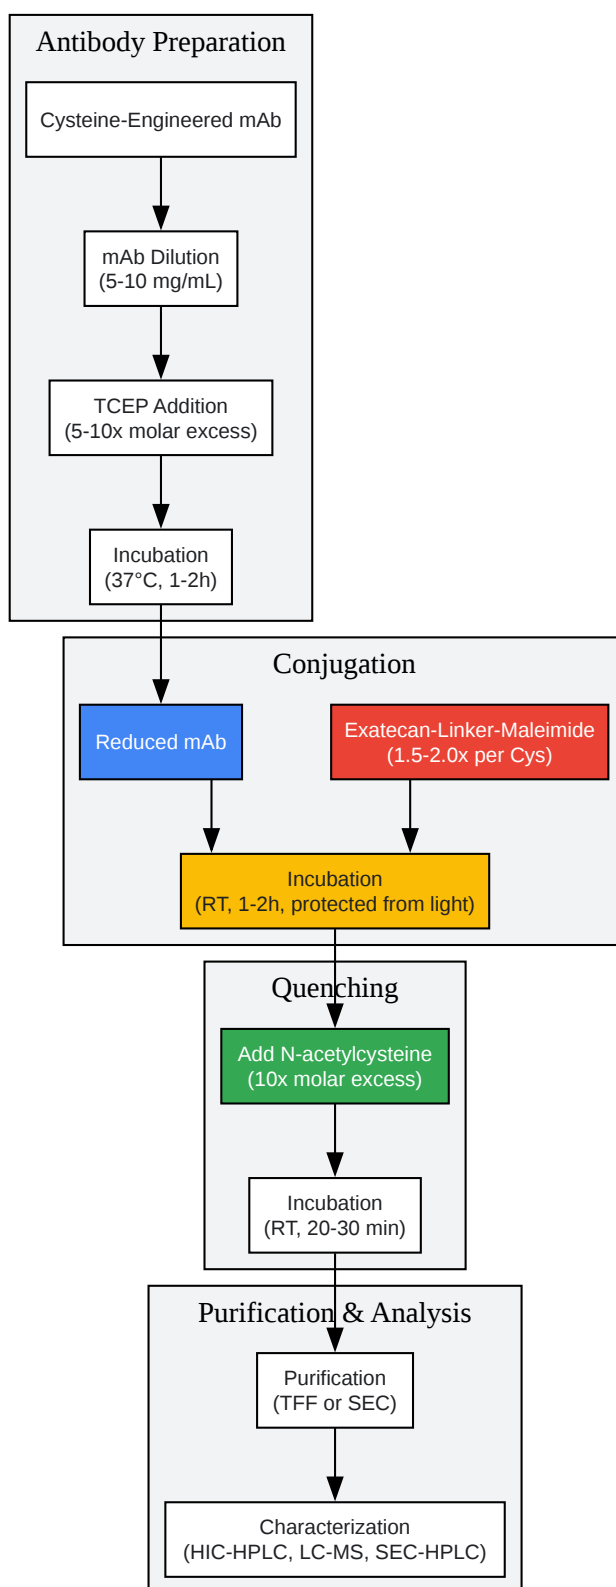 Antibody Preparation
Cysteine-Engineered mAb
mAb Dilution
(5-10 mg/mL)
TCEP Addition
(5-10x molar excess)
Incubation
(37°C, 1-2h)
Conjugation
Reduced mAb
Exatecan-Linker-Maleimide
(1.5-2.0x per Cys)
Incubation
(RT, 1-2h, protected from light)
Quenching
Add N-acetylcysteine
(10x molar excess)
Incubation
(RT, 20-30 min)
Purification & Analysis
Purification
(TFF or SEC)
Characterization
(HIC-HPLC, LC-MS, SEC-HPLC)